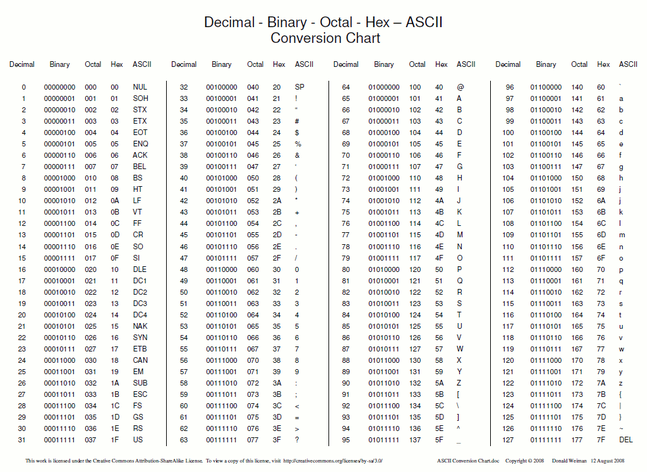 Decimal - Binary - Octal - Hex – ASCII
Conversion Chart
Decimal Binary Octal Hex ASCII Decimal Binary Octal Hex ASCII Decimal Binary Octal Hex ASCII Decimal Binary Octal Hex ASCII
0 00000000 000 00 NUL 32 00100000 040 20 SP 64 01000000 100 40 @ 96 01100000 140 60 `
1 00000001 001 01 SOH 33 00100001 041 21 ! 65 01000001 101 41 A 97 01100001 141 61 a
2 00000010 002 02 STX 34 00100010 042 22 " 66 01000010 102 42 B 98 01100010 142 62 b
3 00000011 003 03 ETX 35 00100011 043 23 # 67 01000011 103 43 C 99 01100011 143 63 c
4 00000100 004 04 EOT 36 00100100 044 24 $ 68 01000100 104 44 D 100 01100100 144 64 d
5 00000101 005 05 ENQ 37 00100101 045 25 % 69 01000101 105 45 E 101 01100101 145 65 e
6 00000110 006 06 ACK 38 00100110 046 26 & 70 01000110 106 46 F 102 01100110 146 66 f
7 00000111 007 07 BEL 39 00100111 047 27 ' 71 01000111 107 47 G 103 01100111 147 67 g
8 00001000 010 08 BS 40 00101000 050 28 ( 72 01001000 110 48 H 104 01101000 150 68 h
9 00001001 011 09 HT 41 00101001 051 29 ) 73 01001001 111 49 I 105 01101001 151 69 i
10 00001010 012 0A LF 42 00101010 052 2A * 74 01001010 112 4A J 106 01101010 152 6A j
11 00001011 013 0B VT 43 00101011 053 2B + 75 01001011 113 4B K 107 01101011 153 6B k
12 00001100 014 0C FF 44 00101100 054 2C , 76 01001100 114 4C L 108 01101100 154 6C l
13 00001101 015 0D CR 45 00101101 055 2D - 77 01001101 115 4D M 109 01101101 155 6D m
14 00001110 016 0E SO 46 00101110 056 2E . 78 01001110 116 4E N 110 01101110 156 6E n
15 00001111 017 0F SI 47 00101111 057 2F / 79 01001111 117 4F O 111 01101111 157 6F o
16 00010000 020 10 DLE 48 00110000 060 30 0 80 01010000 120 50 P 112 01110000 160 70 p
17 00010001 021 11 DC1 49 00110001 061 31 1 81 01010001 121 51 Q 113 01110001 161 71 q
18 00010010 022 12 DC2 50 00110010 062 32 2 82 01010010 122 52 R 114 01110010 162 72 r
19 00010011 023 13 DC3 51 00110011 063 33 3 83 01010011 123 53 S 115 01110011 163 73 s
20 00010100 024 14 DC4 52 00110100 064 34 4 84 01010100 124 54 T 116 01110100 164 74 t
21 00010101 025 15 NAK 53 00110101 065 35 5 85 01010101 125 55 U 117 01110101 165 75 u
22 00010110 026 16 SYN 54 00110110 066 36 6 86 01010110 126 56 V 118 01110110 166 76 v
23 00010111 027 17 ETB 55 00110111 067 37 7 87 01010111 127 57 W 119 01110111 167 77 w
24 00011000 030 18 CAN 56 00111000 070 38 8 88 01011000 130 58 X 120 01111000 170 78 x
25 00011001 031 19 EM 57 00111001 071 39 9 89 01011001 131 59 Y 121 01111001 171 79 y
26 00011010 032 1A SUB 58 00111010 072 3A : 90 01011010 132 5A Z 122 01111010 172 7A z
27 00011011 033 1B ESC 59 00111011 073 3B ; 91 01011011 133 5B [ 123 01111011 173 7B {
28 00011100 034 1C FS 60 00111100 074 3C < 92 01011100 134 5C \ 124 01111100 174 7C |
29 00011101 035 1D GS 61 00111101 075 3D = 93 01011101 135 5D ] 125 01111101 175 7D }
30 00011110 036 1E RS 62 00111110 076 3E > 94 01011110 136 5E ^ 126 01111110 176 7E ~
31 00011111 037 1F US 63 00111111 077 3F ? 95 01011111 137 5F _ 127 01111111 177 7F DEL
This work is licensed under the Creative Commons Attribution-ShareAlike License. To view a copy of this license, visit http://creativecommons.org/licenses/by-sa/3.0/ ASCII Conversion Chart.doc Copyright © 2008 Donald Weiman 12 August 2008